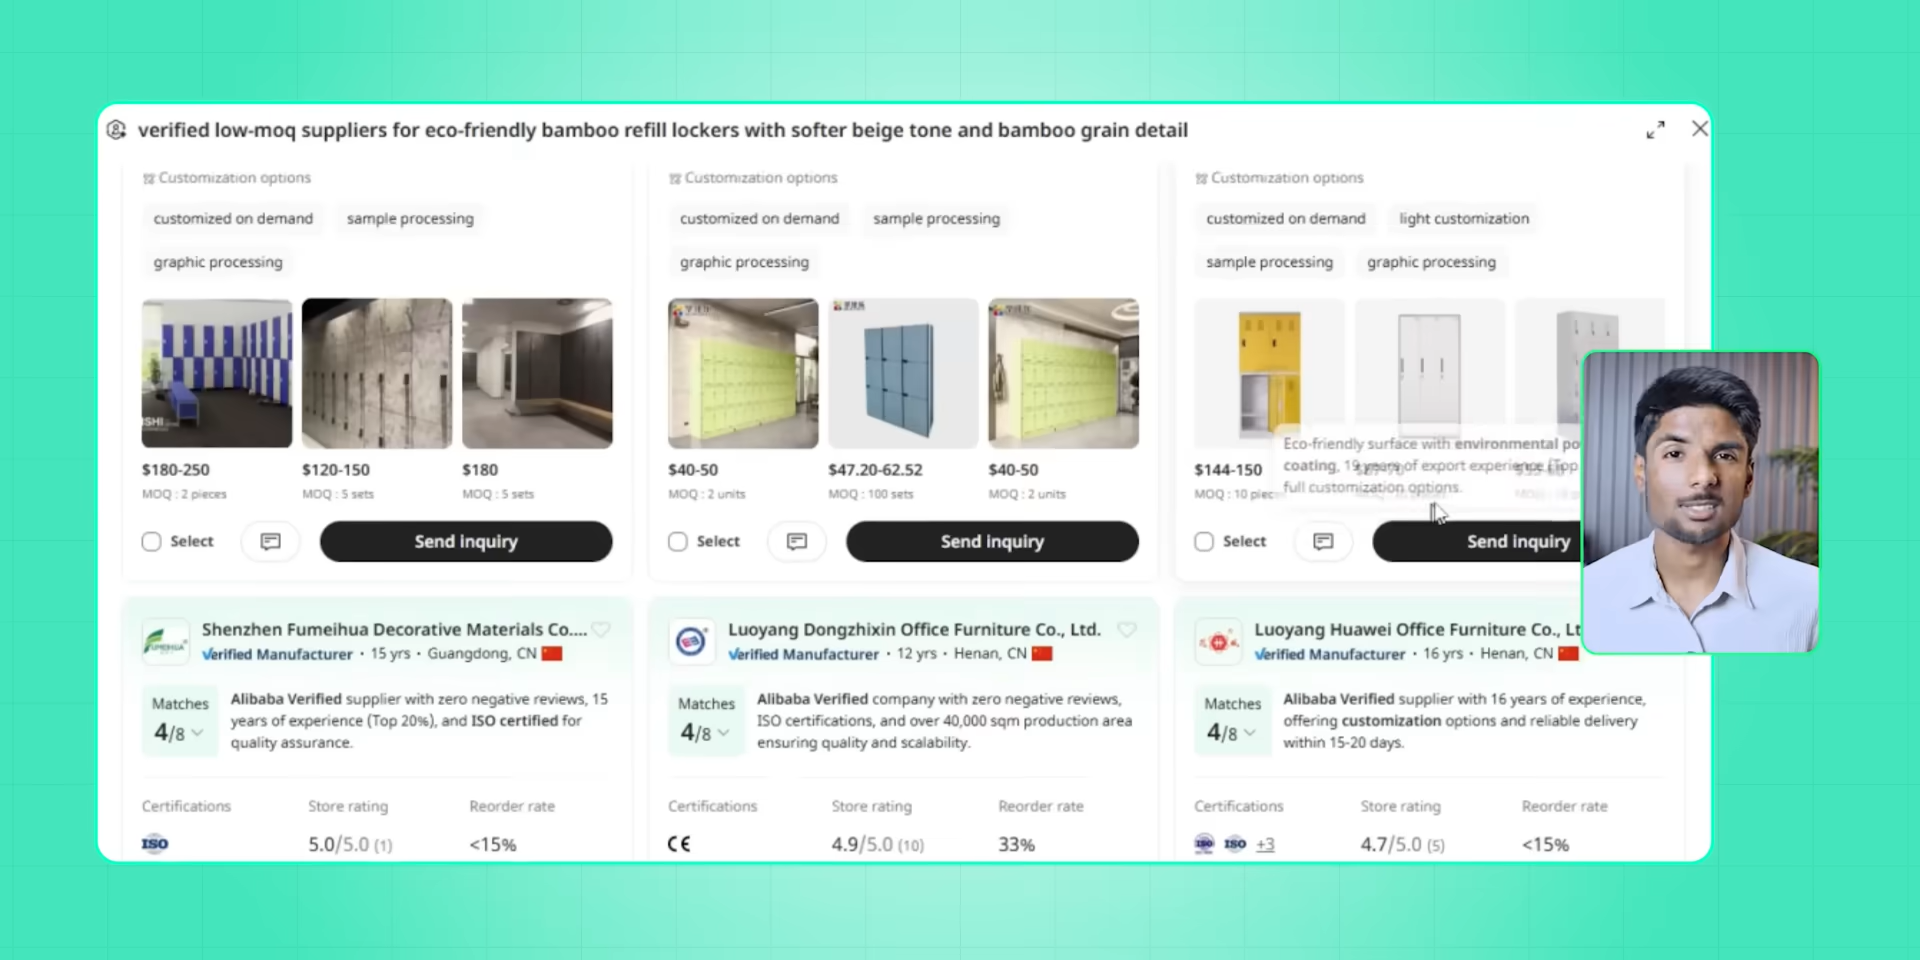 verified low-moq suppliers for eco-friendly bamboo refill lockers with softer beige tone and bamboo grain detail
Customization options
customized on demand
sample processing
graphic processing
$180-250
MOQ : 2 pieces
$120-150
MOQ : 5 sets
$180
MOQ : 5 sets
Select
Send inquiry
Customization options
customized on demand
sample processing
graphic processing
$40-50
MOQ : 2 units
$47.20-62.52
MOQ : 100 sets
$40-50
MOQ : 2 units
Select
Send inquiry
Customization options
customized on demand
light customization
sample processing
graphic processing
$144-150
MOQ : 10 piec
Eco-friendly surface with environmental po
coating, 19 years of export experience (Top
full customization options.
Select
Send inquiry
Shenzhen Fumeihua Decorative Materials Co....
Verified Manufacturer • 15 yrs • Guangdong, CN
Matches
4/8
Alibaba Verified supplier with zero negative reviews, 15
years of experience (Top 20%), and ISO certified for
quality assurance.
Certifications
Store rating
Reorder rate
ISO
5.0/5.0 (1)
<15%
Luoyang Dongzhixin Office Furniture Co., Ltd.
Verified Manufacturer • 12 yrs • Henan, CN
Matches
4/8
Alibaba Verified company with zero negative reviews,
ISO certifications, and over 40,000 sqm production area
ensuring quality and scalability.
Certifications
Store rating
Reorder rate
CE
4.9/5.0 (10)
33%
Luoyang Huawei Office Furniture Co., Lt
Verified Manufacturer • 16 yrs • Henan, CN
Matches
4/8
Alibaba Verified supplier with 16 years of experience,
offering customization options and reliable delivery
within 15-20 days.
Certifications
Store rating
Reorder rate
ISO
ISO
+3
4.7/5.0 (5)
<15%